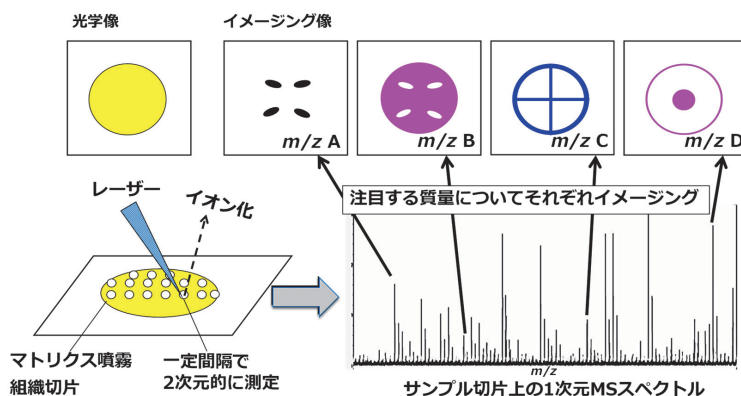 光学像
イメージング像
m/z A
m/z B
m/z C
m/z D
レーザー
イオン化
注目する質量についてそれぞれイメージング
マトリクス噴霧
組織切片
一定間隔で
2次元的に測定
m/z
サンプル切片上の1次元MSスペクトル